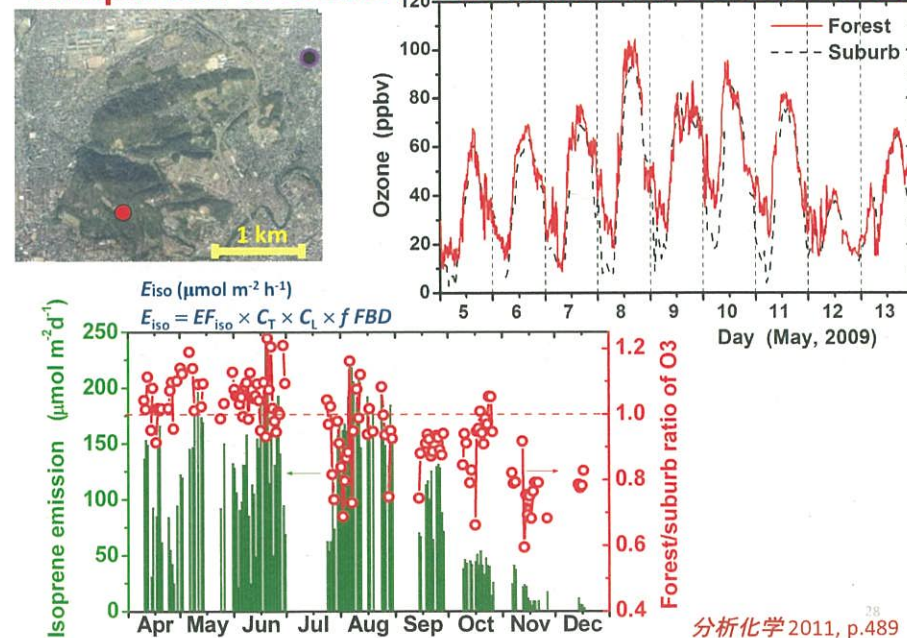 1 km
120
100
80
60
40
20
0
Ozone (ppbv)
Forest
Suburb
5 6 7 8 9 10 11 12 13
Day (May, 2009)
Eiso (μmol m-2 h-1)
Eiso = EFiso × CT × CL × f FBD
250
200
150
100
50
0
Isoprene emission (μmol m-2d-1)
1.2
1.0
0.8
0.6
0.4
Forest/suburb ratio of O3
Apr May Jun Jul Aug Sep Oct Nov Dec
28
分析化学 2011, p.489